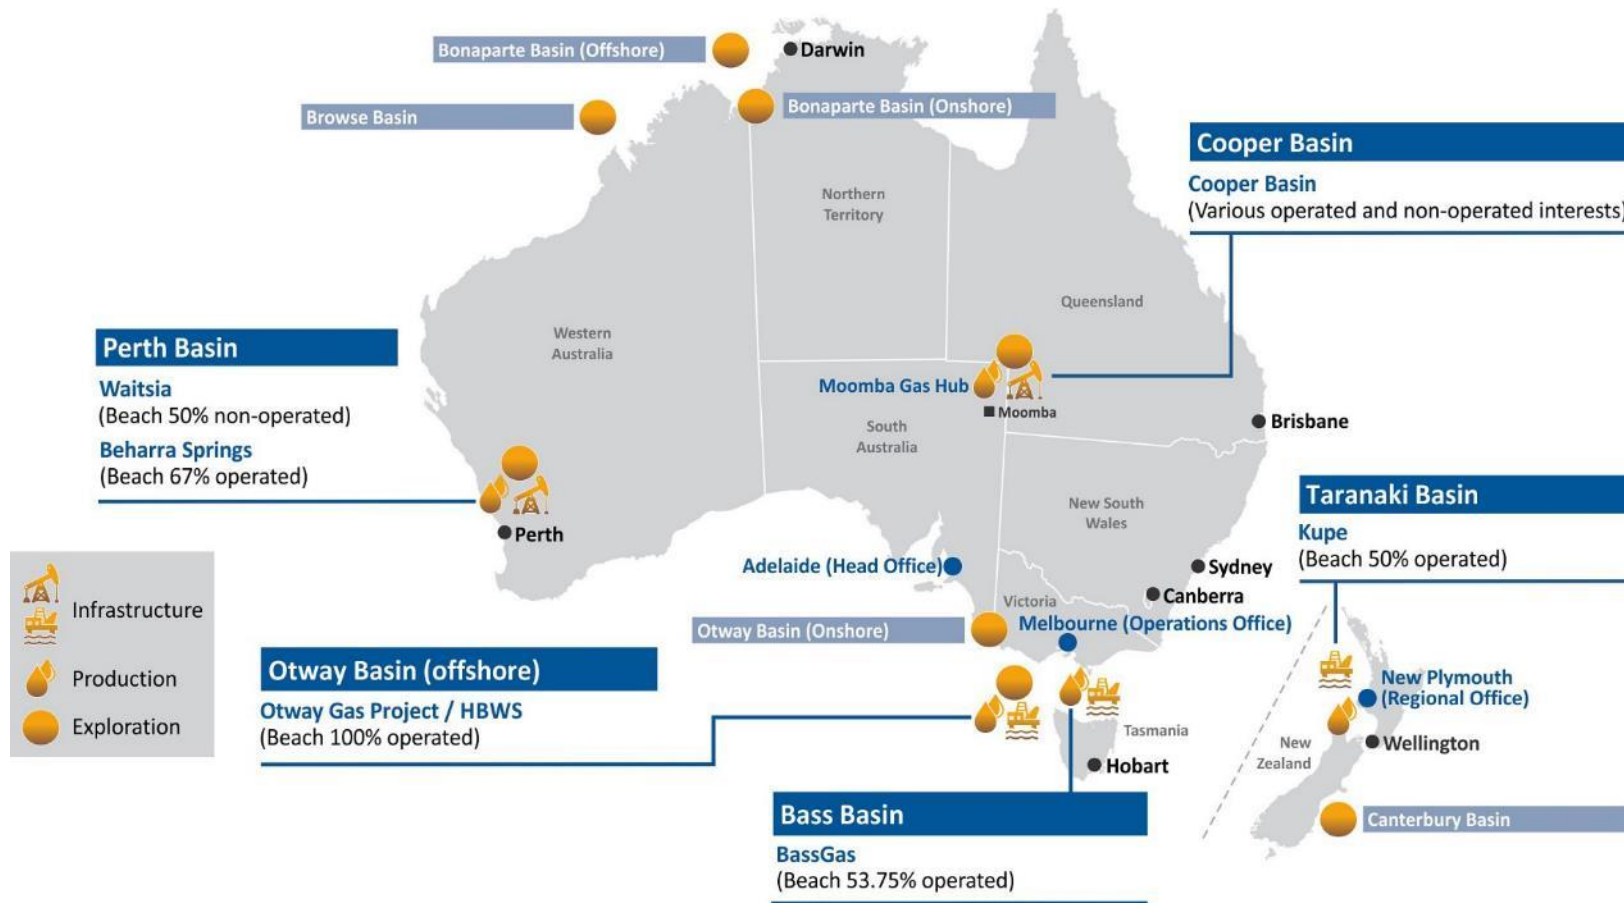 Bonaparte Basin (Offshore)
Darwin
Browse Basin
Bonaparte Basin (Onshore)
Cooper Basin
Cooper Basin
(Various operated and non-operated interests)
Northern
Territory
Queensland
Western
Australia
Perth Basin
Waitsia
(Beach 50% non-operated)
Beharra Springs
(Beach 67% operated)
Moomba Gas Hub
Moomba
South
Australia
Brisbane
New South
Wales
Perth
Taranaki Basin
Kupe
(Beach 50% operated)
Adelaide (Head Office)
Sydney
Canberra
Victoria
Melbourne (Operations Office)
Otway Basin (Onshore)
Infrastructure
Production
Exploration
Otway Basin (offshore)
Otway Gas Project / HBWS
(Beach 100% operated)
Tasmania
Hobart
New Plymouth
(Regional Office)
Wellington
New
Zealand
Canterbury Basin
Bass Basin
BassGas
(Beach 53.75% operated)